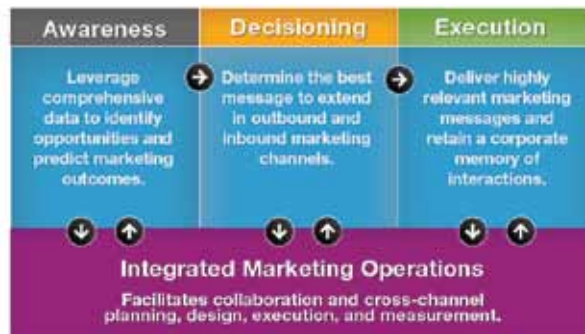 Awareness
Leverage
comprehensive
data to identify
opportunities and
predict marketing
outcomes.
Decisioning
Determine the best
message to extend
in outbound and
inbound marketing
channels.
Execution
Deliver highly
relevant marketing
messages and
retain a corporate
memory of
interactions.
Integrated Marketing Operations
Facilitates collaboration and cross-channel
planning, design, execution, and measurement.